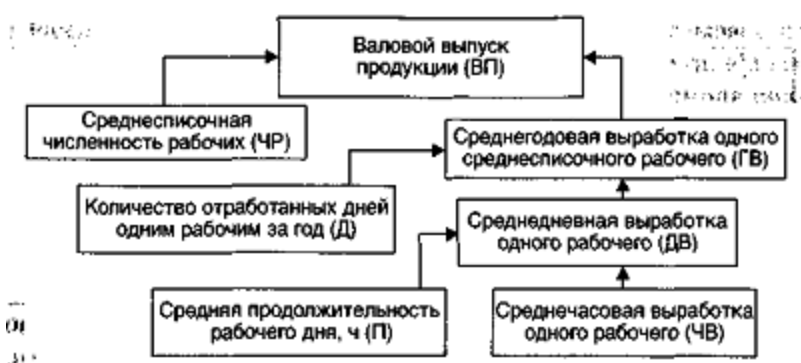 Валовой выпуск
продукции (ВП)
Среднесписочная
численность рабочих (ЧР)
Среднегодовая выработка одного
среднесписочного рабочего (ГВ)
Количество отработанных дней
одним рабочим за год (Д)
Среднедневная выработка
одного рабочего (ДВ)
Средняя продолжительность
рабочего дня, ч (П)
Среднечасовая выработка
одного рабочего (ЧВ)